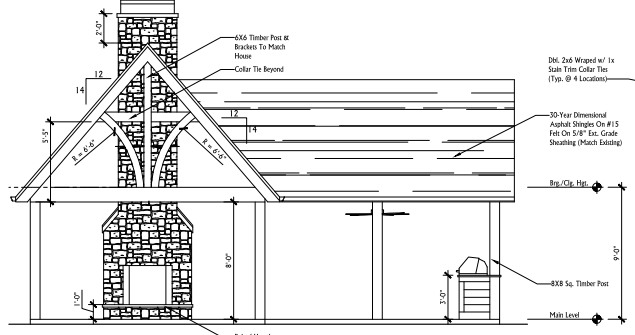 2'-0"
6X6 Timber Post &
Brackets To Match
House
Collar Tie Beyond
12
14
Dbl. 2x6 Wraped w/ 1x
Stain Trim Collar Ties
(Typ. @ 4 Locations)
12
14
30-Year Dimensional
Asphalt Shingles On #15
Felt On 5/8" Ext. Grade
Sheathing (Match Existing)
5'-5"
R = 6'-6"
R = 6'-6"
Brg./Clg. Hgt.
8'-0"
9'-0"
3'-0"
8X8 Sq. Timber Post
1'-0"
Main Level